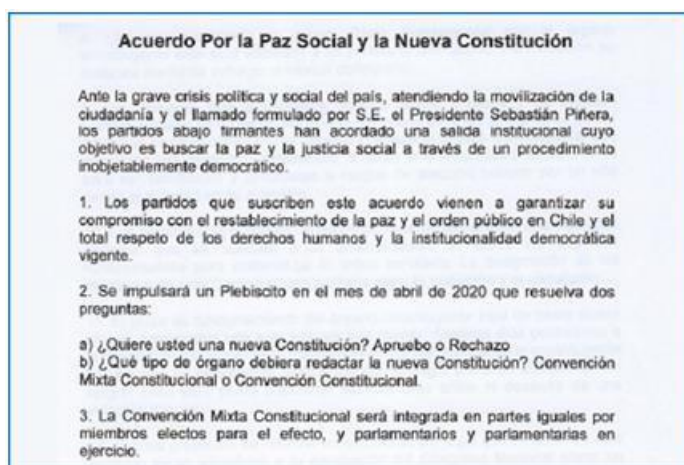 Acuerdo Por la Paz Social y la Nueva Constitución
Ante la grave crisis política y social del país, atendiendo la movilización de la
ciudadanía y el llamado formulado por S.E. el Presidente Sebastián Piñera,
los partidos abajo firmantes han acordado una salida institucional cuyo
objetivo es buscar la paz y la justicia social a través de un procedimiento
inobjetablemente democrático.
1. Los partidos que suscriben este acuerdo vienen a garantizar su
compromiso con el restablecimiento de la paz y el orden público en Chile y el
total respeto de los derechos humanos y la institucionalidad democrática
vigente.
2. Se impulsará un Plebiscito en el mes de abril de 2020 que resuelva dos
preguntas:
a) ¿Quiere usted una nueva Constitución? Apruebo o Rechazo
b) ¿Qué tipo de órgano debiera redactar la nueva Constitución? Convención
Mixta Constitucional o Convención Constitucional.
3. La Convención Mixta Constitucional será integrada en partes iguales por
miembros electos para el efecto, y parlamentarios y parlamentarias en
ejercicio.